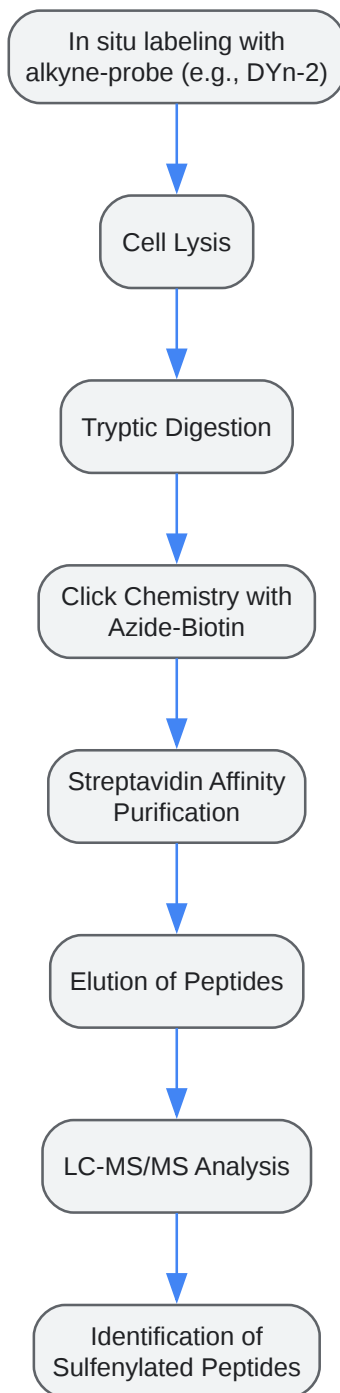 In situ labeling with
alkyne-probe (e.g., DYn-2)
Cell Lysis
Tryptic Digestion
Click Chemistry with
Azide-Biotin
Streptavidin Affinity
Purification
Elution of Peptides
LC-MS/MS Analysis
Identification of
Sulfenylated Peptides